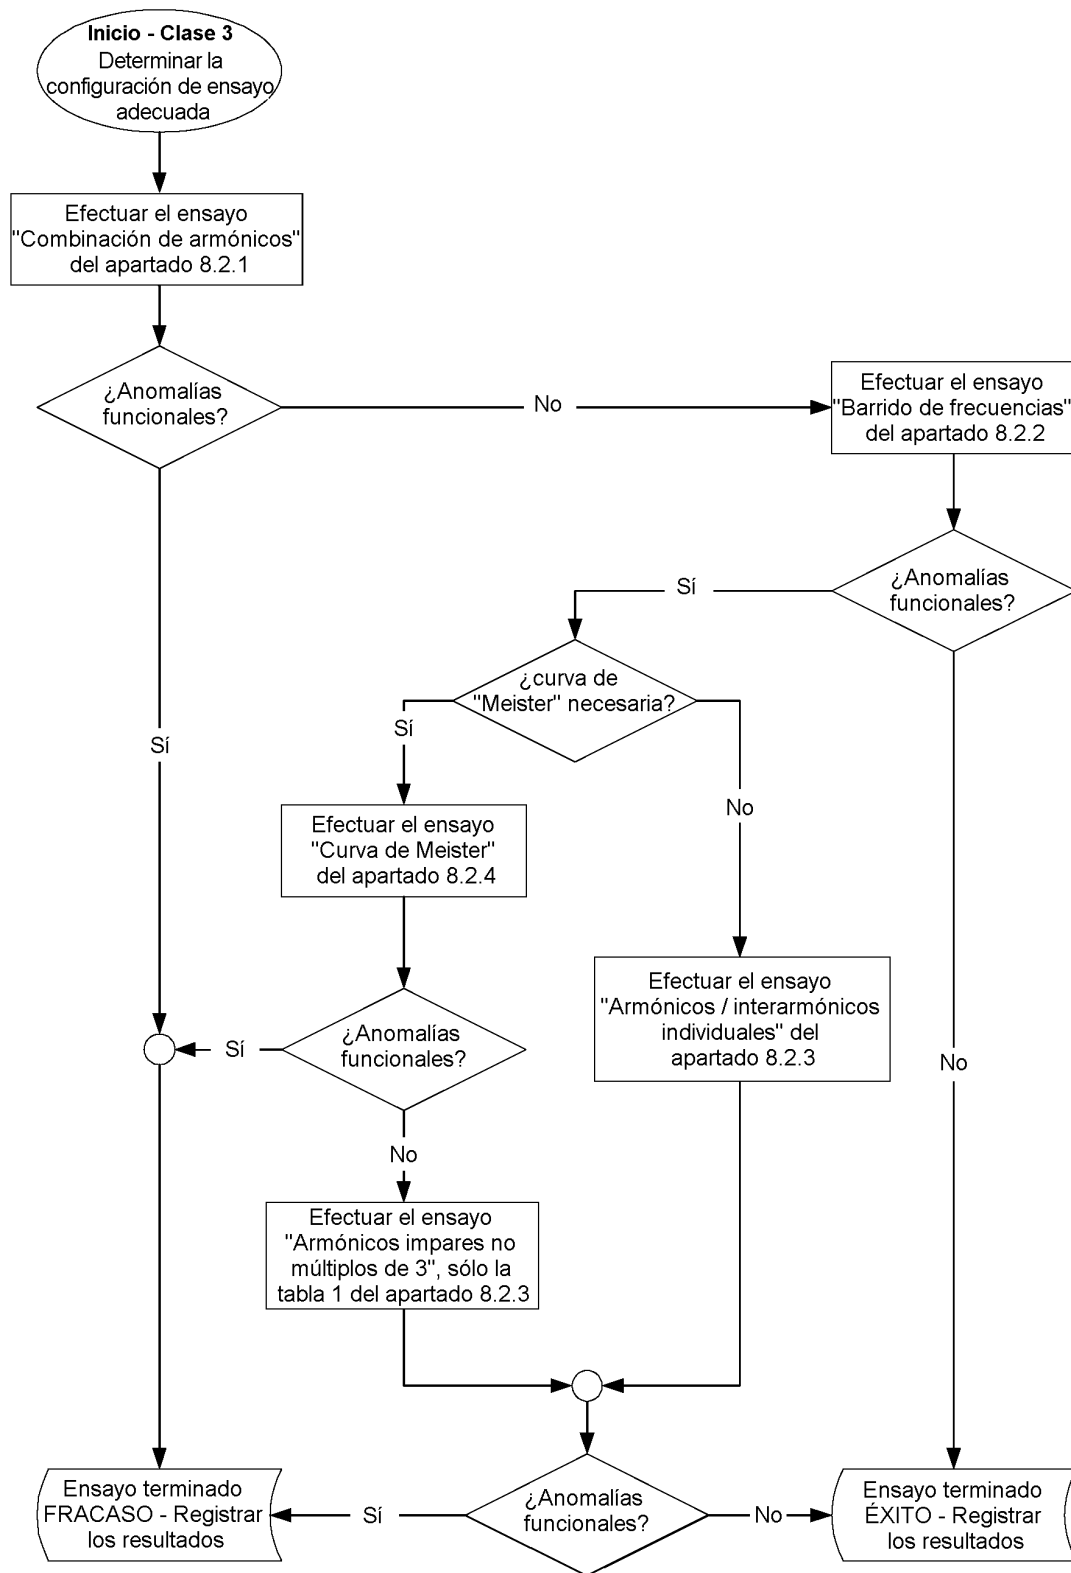 Inicio - Clase 3
Determinar la
configuración de ensayo
adecuada
Efectuar el ensayo
"Combinación de armónicos"
del apartado 8.2.1
¿Anomalías
funcionales?
No
Efectuar el ensayo
"Barrido de frecuencias"
del apartado 8.2.2
¿Anomalías
funcionales?
Sí
¿curva de
"Meister" necesaria?
Sí
Sí
No
Efectuar el ensayo
"Curva de Meister"
del apartado 8.2.4
Efectuar el ensayo
"Armónicos / interarmónicos
individuales" del
apartado 8.2.3
¿Anomalías
funcionales?
Sí
No
No
Efectuar el ensayo
"Armónicos impares no
múltiplos de 3", sólo la
tabla 1 del apartado 8.2.3
Ensayo terminado
FRACASO - Registrar
los resultados
Sí
¿Anomalías
funcionales?
No
Ensayo terminado
ÉXITO - Registrar
los resultados